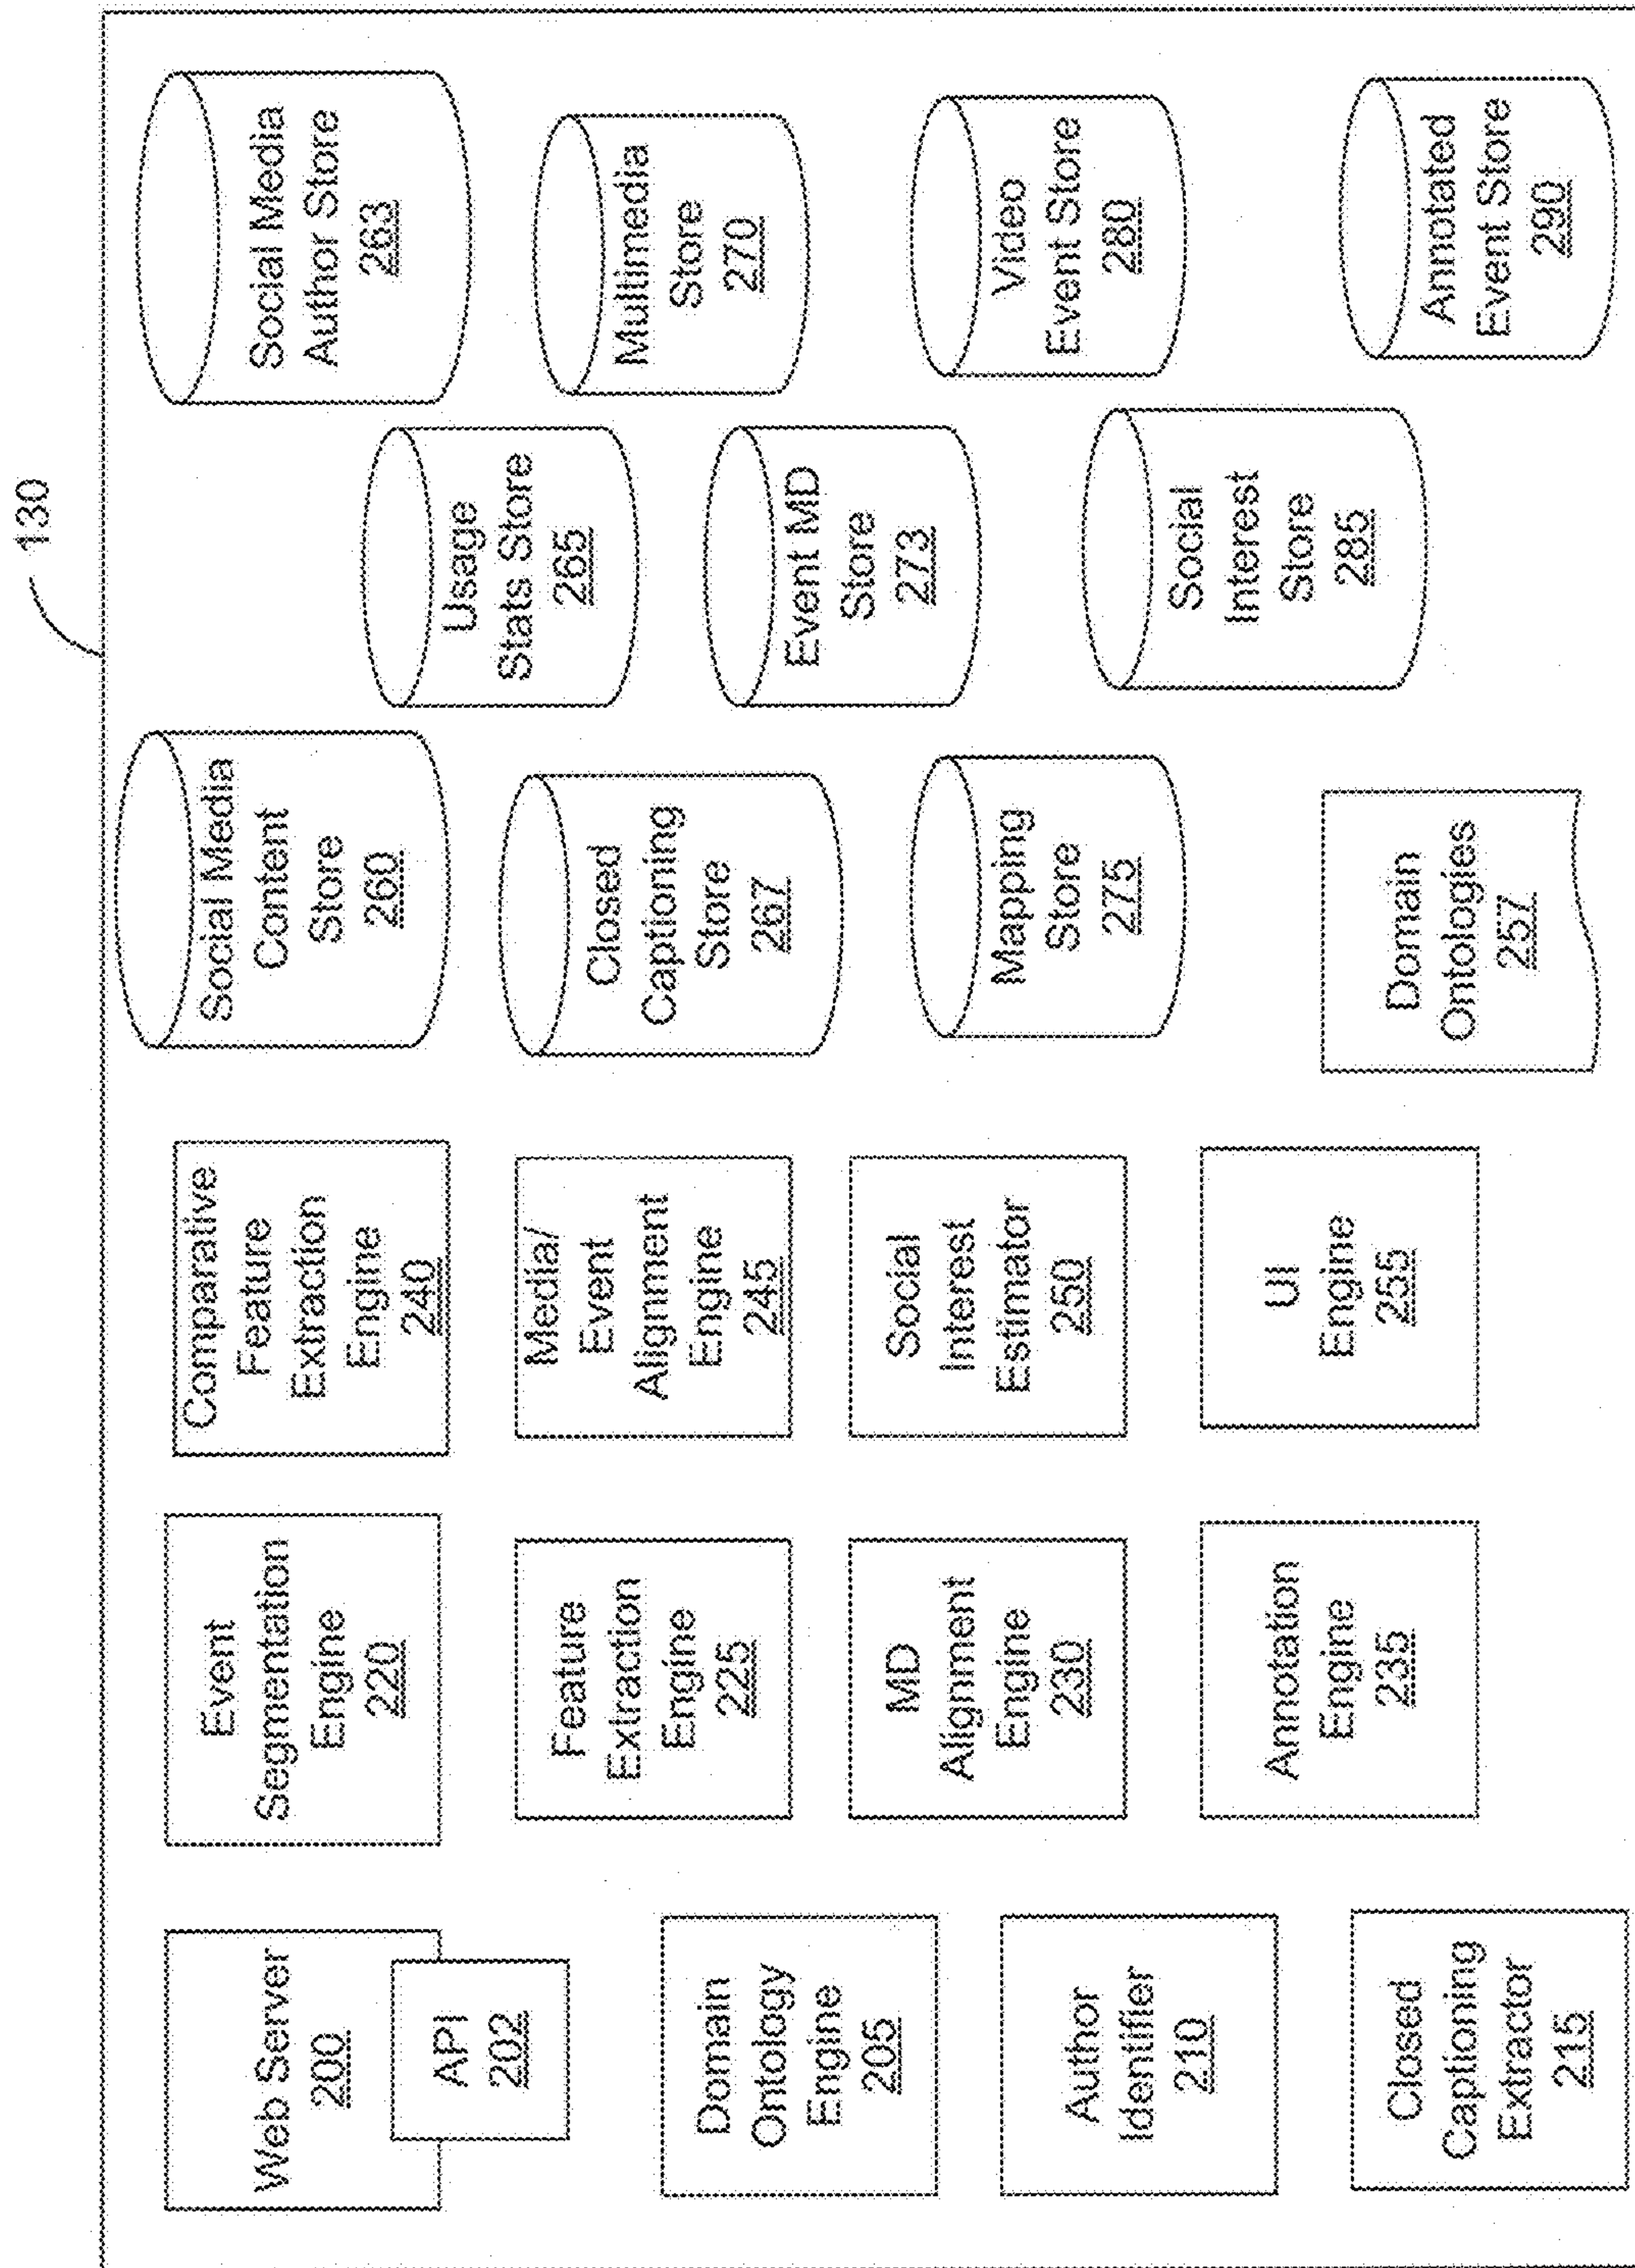 130
Web Server
200
API
202
Domain
Ontology
Engine
205
Author
Identifier
210
Closed
Captioning
Extractor
215
Event
Segmentation
Engine
220
Feature
Extraction
Engine
225
MD
Alignment
Engine
230
Annotation
Engine
235
Comparative
Feature
Extraction
Engine
240
Media/
Event
Alignment
Engine
245
Social
Interest
Estimator
250
UI
Engine
255
Social Media
Content
Store
260
Closed
Captioning
Store
267
Mapping
Store
275
Domain
Ontologies
257
Usage
Stats Store
265
Event MD
Store
273
Social
Interest
Store
285
Social Media
Author Store
263
Multimedia
Store
270
Video
Event Store
280
Annotated
Event Store
290